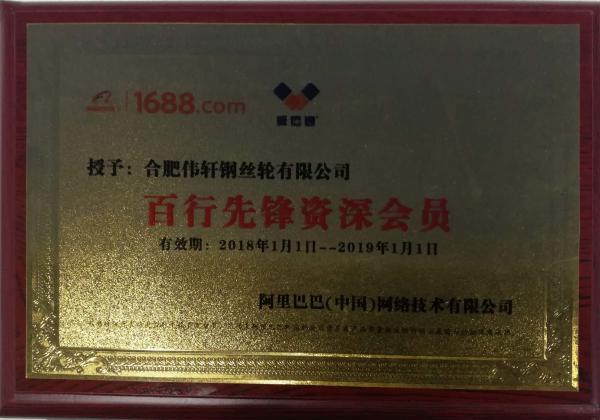 1688.com
诚信通
授予：合肥伟轩钢丝轮有限公司
百行先锋资深会员
有效期：2018年1月1日--2019年1月1日
阿里巴巴(中国)网络技术有限公司